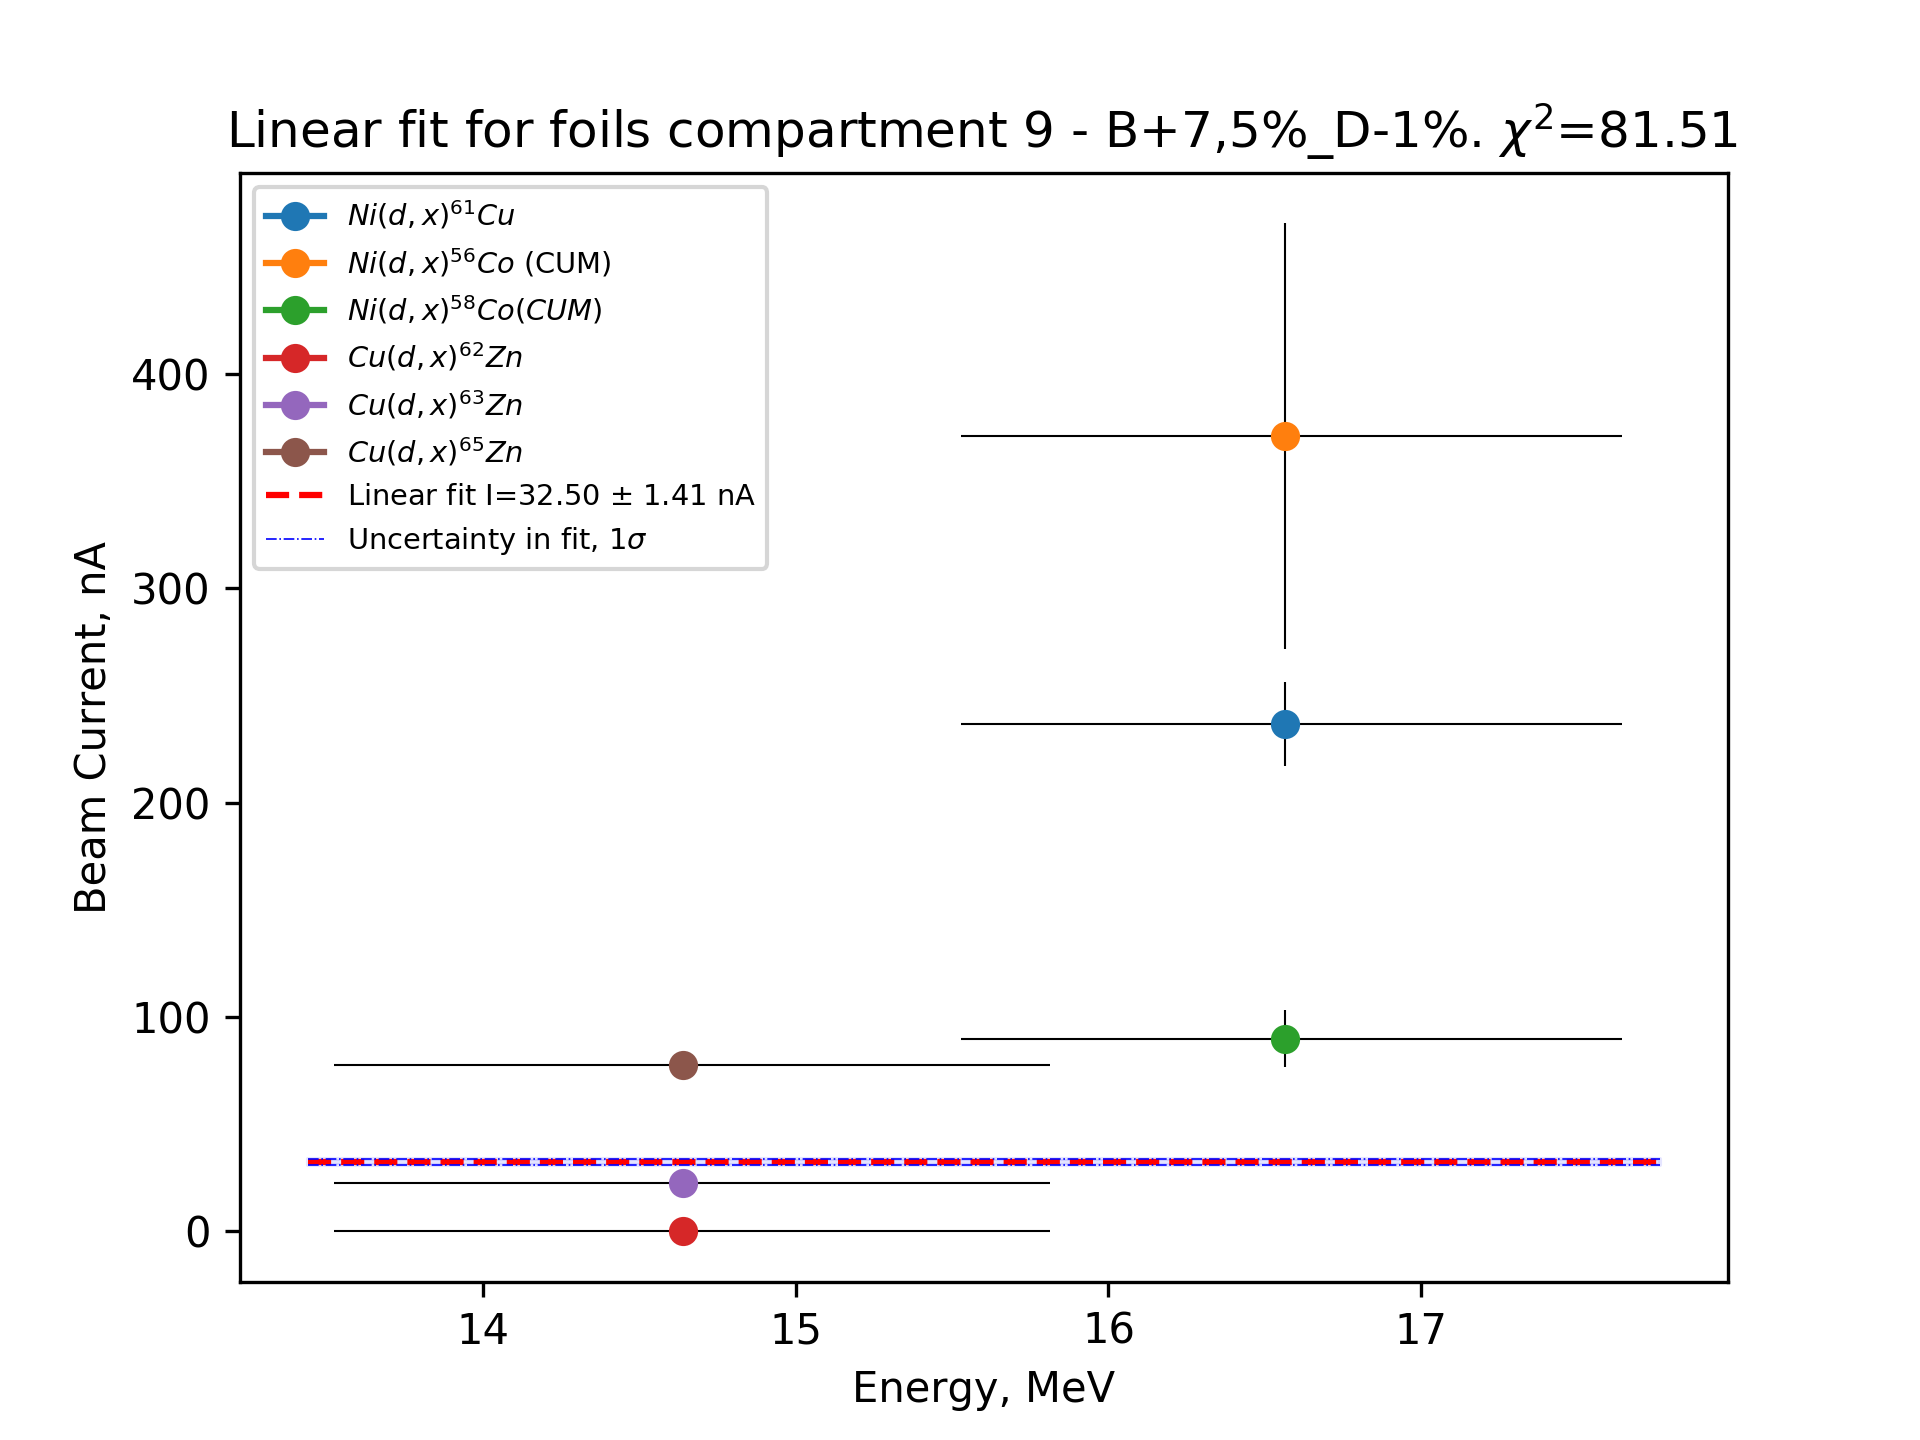 Linear fit for foils compartment 9 - B+7,5%_D-1%. χ²=81.51
Ni(d, x)⁶¹Cu
Ni(d, x)⁵⁶Co (CUM)
Ni(d, x)⁵⁸Co(CUM)
Cu(d, x)⁶²Zn
Cu(d, x)⁶³Zn
Cu(d, x)⁶⁵Zn
Linear fit I=32.50 ± 1.41 nA
Uncertainty in fit, 1σ
Beam Current, nA
400
300
200
100
0
14 15 16 17
Energy, MeV